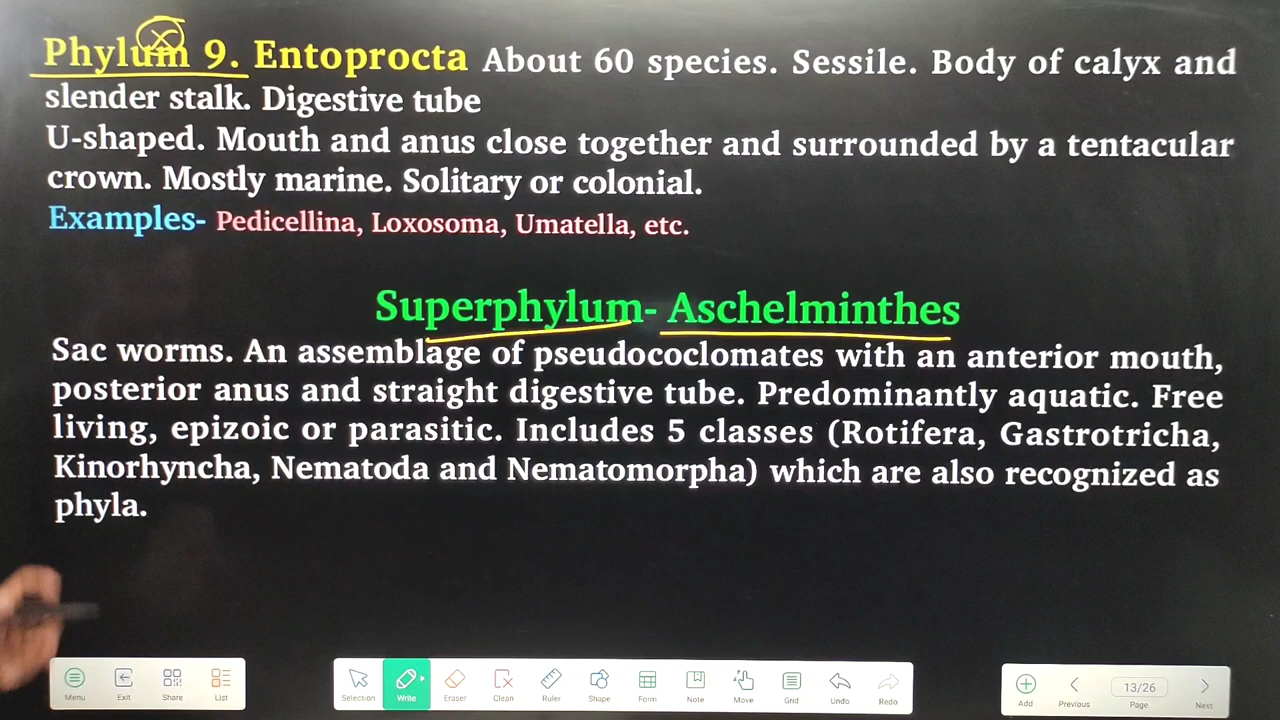 Phylum 9. Entoprocta About 60 species. Sessile. Body of calyx and
slender stalk. Digestive tube
U-shaped. Mouth and anus close together and surrounded by a tentacular
crown. Mostly marine. Solitary or colonial.
Examples- Pedicellina, Loxosoma, Umatella, etc.
Superphylum- Aschelminthes
Sac worms. An assemblage of pseudococlomates with an anterior mouth,
posterior anus and straight digestive tube. Predominantly aquatic. Free
living, epizoic or parasitic. Includes 5 classes (Rotifera, Gastrotricha,
Kinorhyncha, Nematoda and Nematomorpha) which are also recognized as
phyla.
Menu Exit Share List Selection Write Eraser Clean Ruler Shape Form Note Move Grid Undo Redo Add Previous 13/26 Page Next